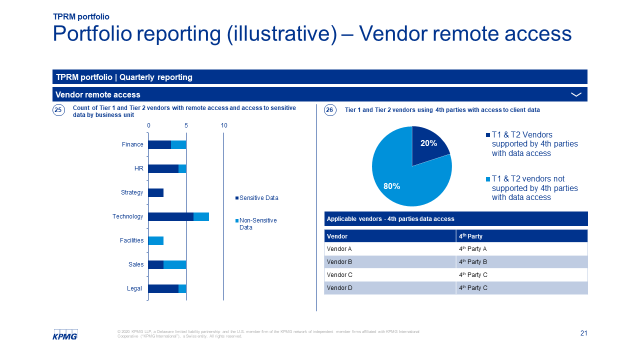 TPRM portfolio
Portfolio reporting (illustrative) – Vendor remote access
TPRM portfolio | Quarterly reporting
Vendor remote access
25
Count of Tier 1 and Tier 2 vendors with remote access and access to sensitive
data by business unit
0 5 10
Finance
HR
Strategy
Technology
Facilities
Sales
Legal
Sensitive Data
Non-Sensitive
Data
26
Tier 1 and Tier 2 vendors using 4th parties with access to client data
20%
80%
T1 & T2 Vendors
supported by 4th parties
with data access
T1 & T2 vendors not
supported by 4th parties
with data access
Applicable vendors - 4th parties data access
Vendor 4th Party
Vendor A 4th Party A
Vendor B 4th Party B
Vendor C 4th Party C
Vendor D 4th Party C
KPMG
21